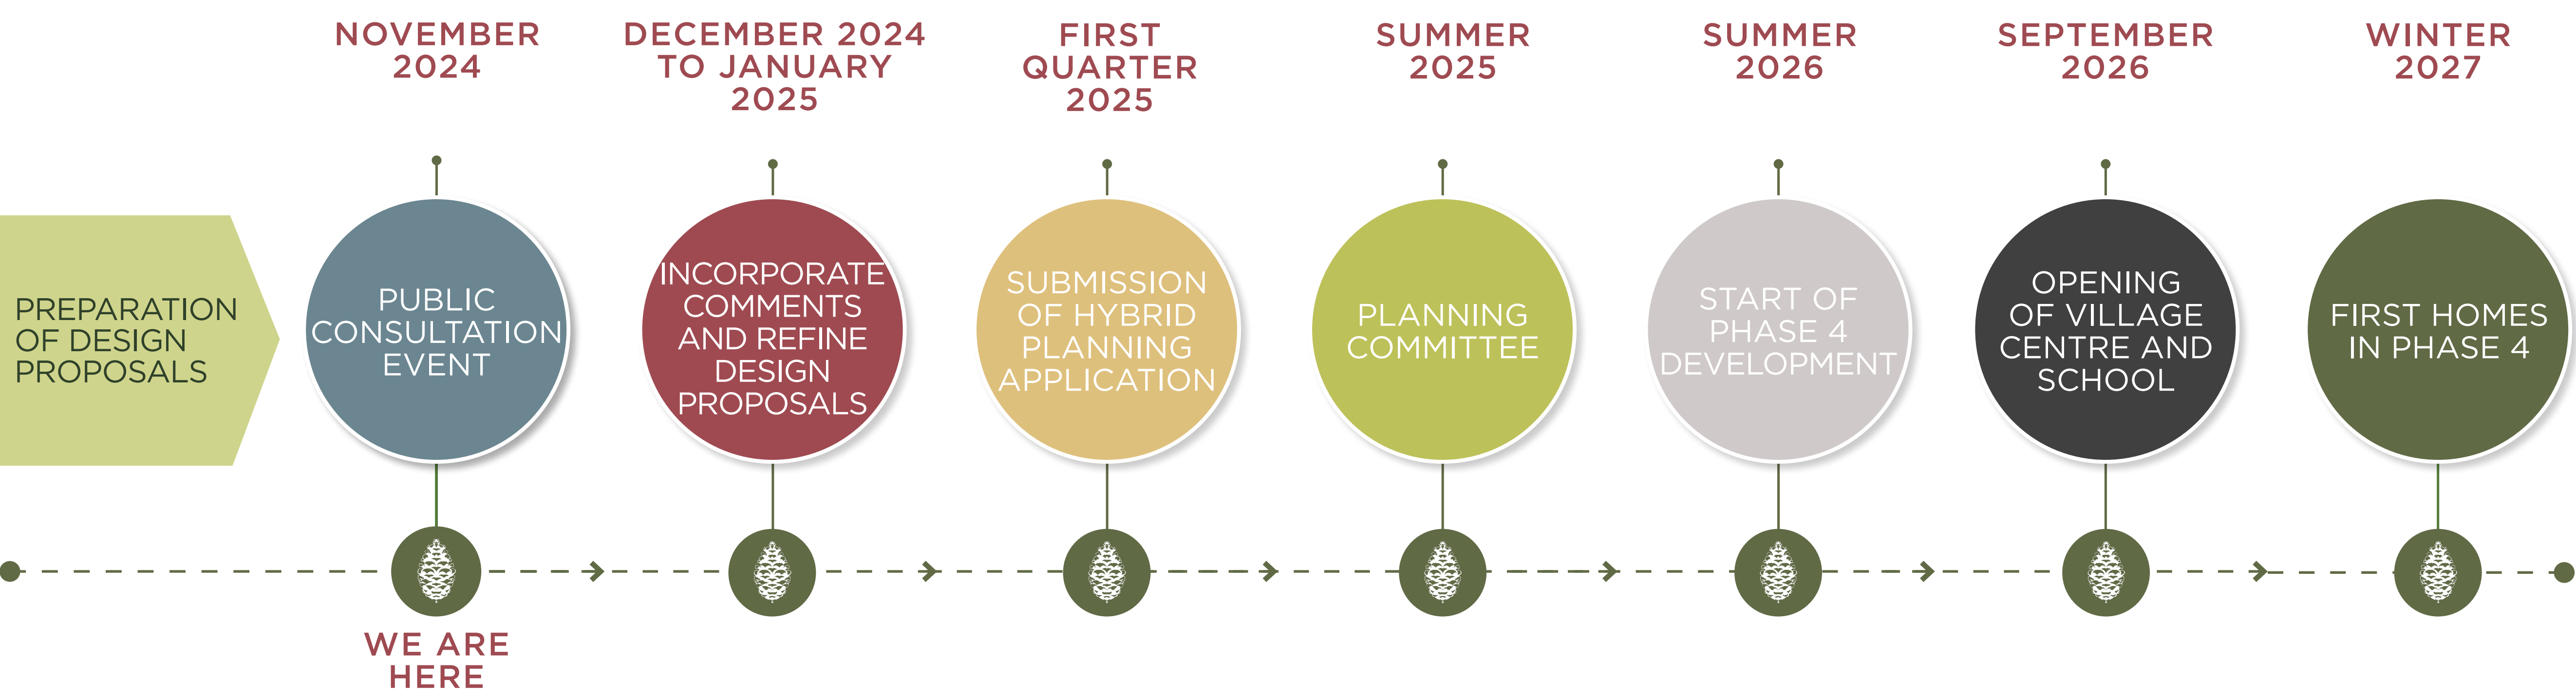 PREPARATION
OF DESIGN
PROPOSALS
NOVEMBER
2024
PUBLIC
CONSULTATION
EVENT
WE ARE
HERE
DECEMBER 2024
TO JANUARY
2025
INCORPORATE
COMMENTS
AND REFINE
DESIGN
PROPOSALS
FIRST
QUARTER
2025
SUBMISSION
OF HYBRID
PLANNING
APPLICATION
SUMMER
2025
PLANNING
COMMITTEE
SUMMER
2026
START OF
PHASE 4
DEVELOPMENT
SEPTEMBER
2026
OPENING
OF VILLAGE
CENTRE AND
SCHOOL
WINTER
2027
FIRST HOMES
IN PHASE 4